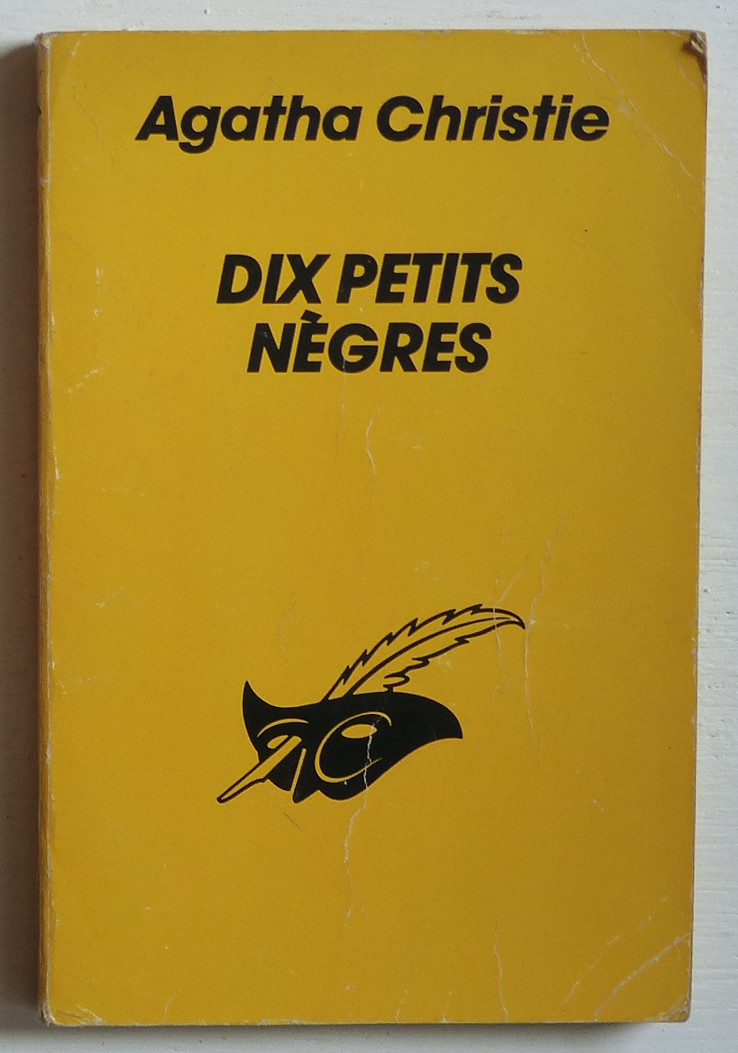 Agatha Christie
DIX PETITS
NÈGRES